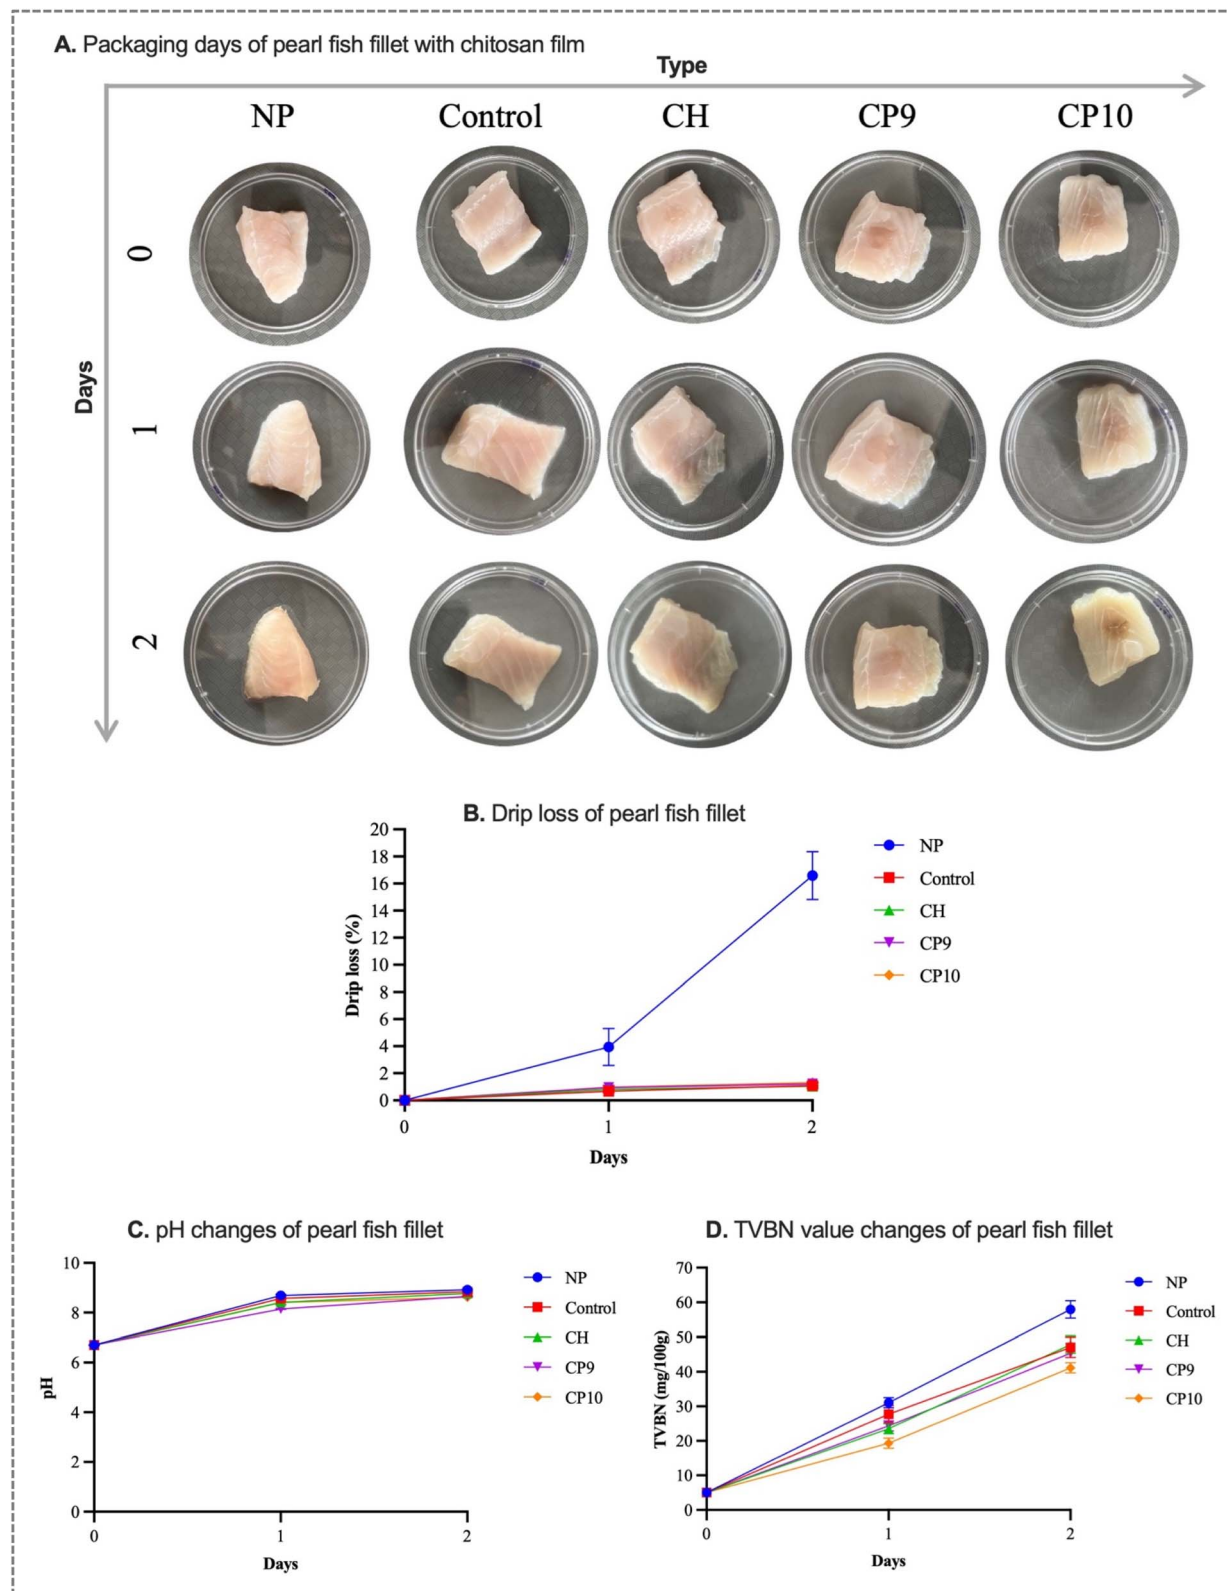 A. Packaging days of pearl fish fillet with chitosan film
Type
NP Control CH CP9 CP10
Days
0
1
2
B. Drip loss of pearl fish fillet
20
18
16
14
12
10
8
6
4
2
0
Drip loss (%)
0 1 2
Days
NP
Control
CH
CP9
CP10
C. pH changes of pearl fish fillet
10
8
6
4
2
0
pH
0 1 2
Days
NP
Control
CH
CP9
CP10
D. TVBN value changes of pearl fish fillet
70
60
50
40
30
20
10
0
TVBN (mg/100g)
0 1 2
Days
NP
Control
CH
CP9
CP10